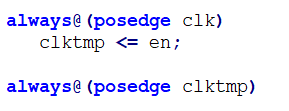 always@(posedge clk)
clktmp <= en;
always@(posedge clktmp)